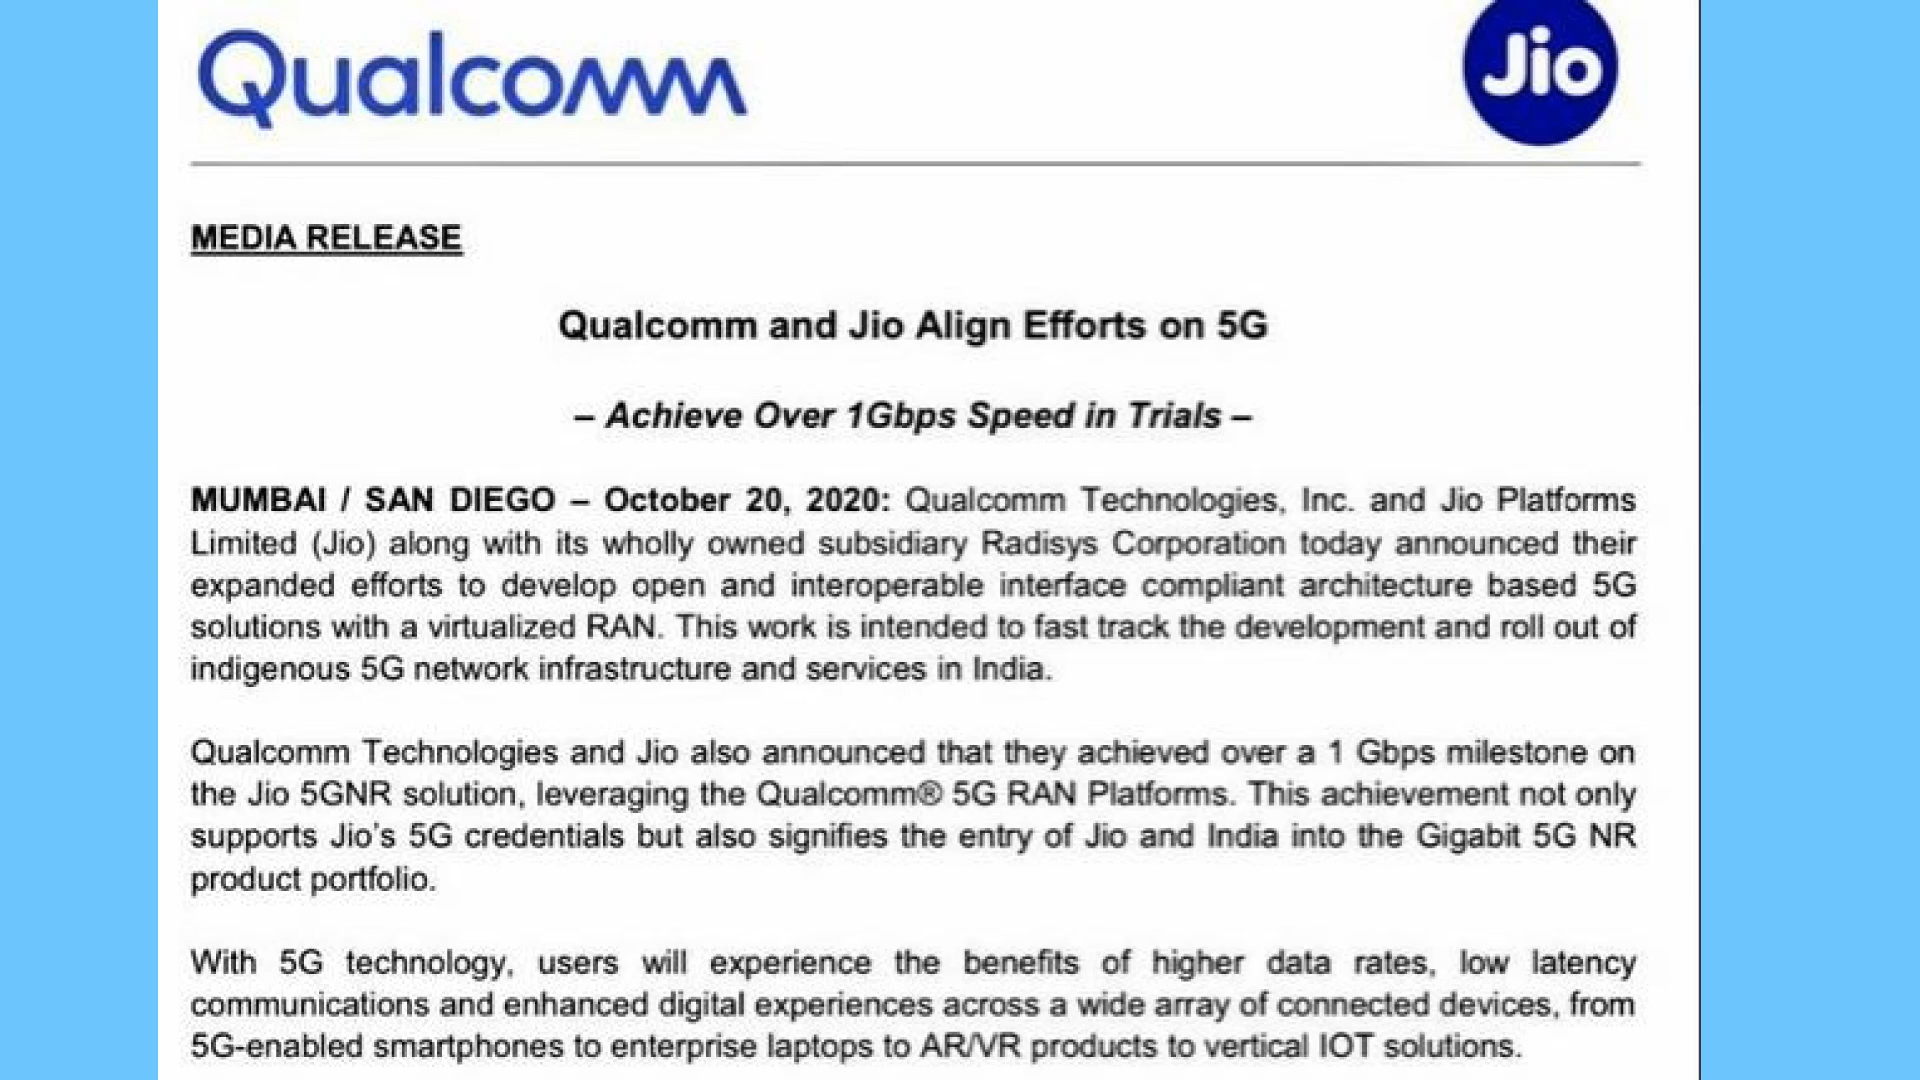 Qualcomm
Jio
MEDIA RELEASE
Qualcomm and Jio Align Efforts on 5G
– Achieve Over 1Gbps Speed in Trials –
MUMBAI / SAN DIEGO – October 20, 2020: Qualcomm Technologies, Inc. and Jio Platforms
Limited (Jio) along with its wholly owned subsidiary Radisys Corporation today announced their
expanded efforts to develop open and interoperable interface compliant architecture based 5G
solutions with a virtualized RAN. This work is intended to fast track the development and roll out of
indigenous 5G network infrastructure and services in India.
Qualcomm Technologies and Jio also announced that they achieved over a 1 Gbps milestone on
the Jio 5GNR solution, leveraging the Qualcomm® 5G RAN Platforms. This achievement not only
supports Jio’s 5G credentials but also signifies the entry of Jio and India into the Gigabit 5G NR
product portfolio.
With 5G technology, users will experience the benefits of higher data rates, low latency
communications and enhanced digital experiences across a wide array of connected devices, from
5G-enabled smartphones to enterprise laptops to AR/VR products to vertical IOT solutions.